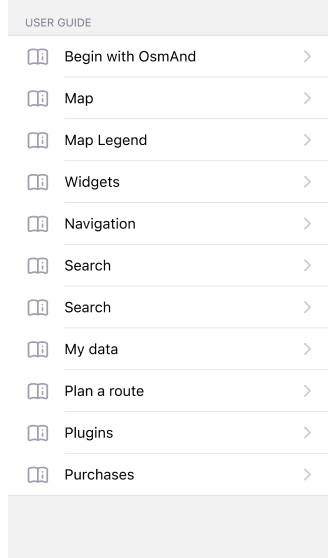 USER GUIDE
Begin with OsmAnd
Map
Map Legend
Widgets
Navigation
Search
Search
My data
Plan a route
Plugins
Purchases